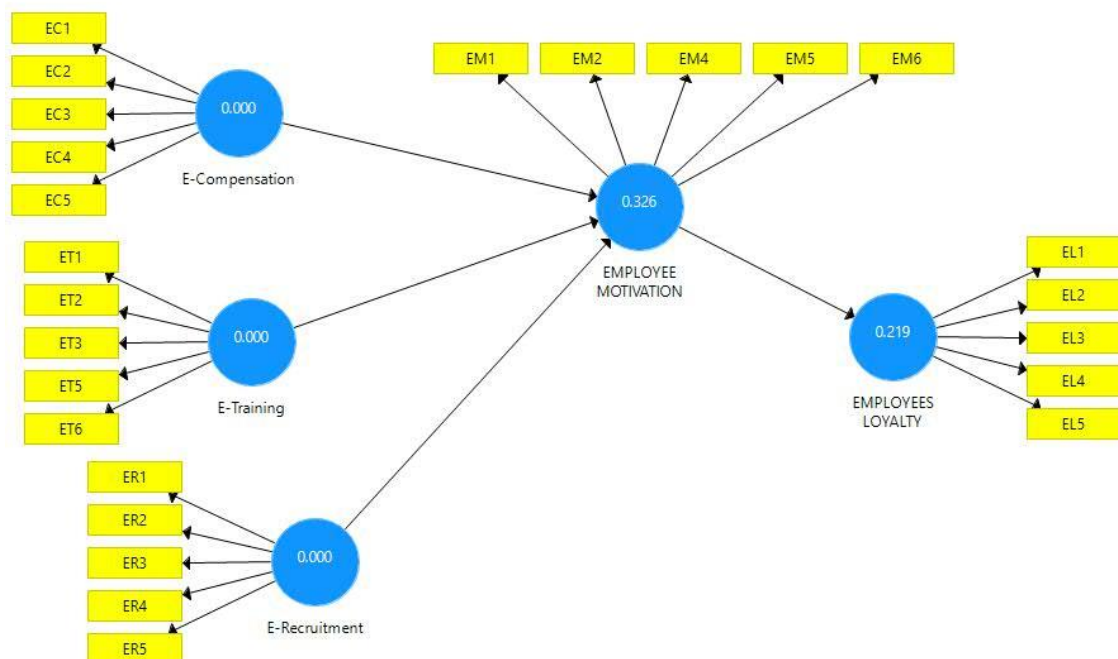 EC1
EC2
EC3
EC4
EC5
0.000
E-Compensation
EM1
EM2
EM4
EM5
EM6
0.326
EMPLOYEE
MOTIVATION
ET1
ET2
ET3
ET5
ET6
0.000
E-Training
EL1
EL2
EL3
EL4
EL5
0.219
EMPLOYEES
LOYALTY
ER1
ER2
ER3
ER4
ER5
0.000
E-Recruitment